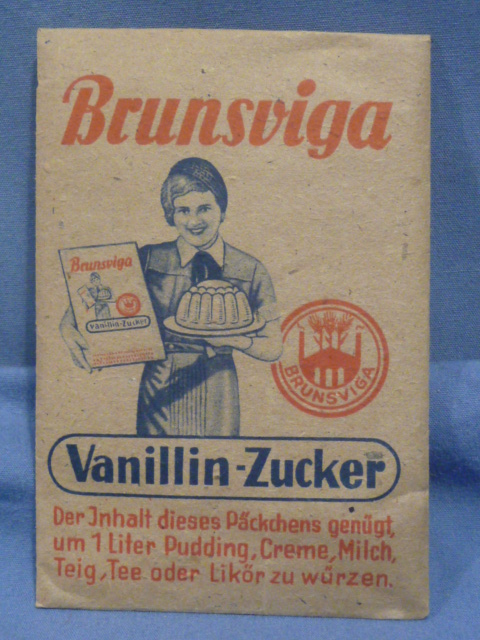 Brunsviga
Brunsviga
Vanillin-Zucker
BRUNSVIGA
Vanillin-Zucker
Der Inhalt dieses Päckchens genügt,
um 1 Liter Pudding, Creme, Milch,
Teig, Tee oder Likör zu würzen.